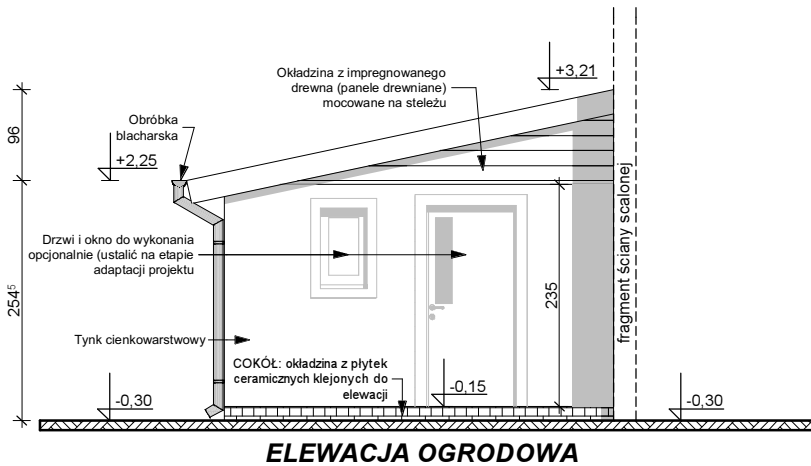 +3,21
Okładzina z impregnowanego
drewna (panele drewniane)
mocowane na steleżu
Obróbka
blacharska
96
+2,25
fragment ściany scalonej
Drzwi i okno do wykonania
opcjonalnie (ustalić na etapie
adaptacji projektu
235
254⁵
Tynk cienkowarstwowy
COKÓŁ: okładzina z płytek
ceramicznych klejonych do
elewacji
-0,15
-0,30
-0,30
ELEWACJA OGRODOWA